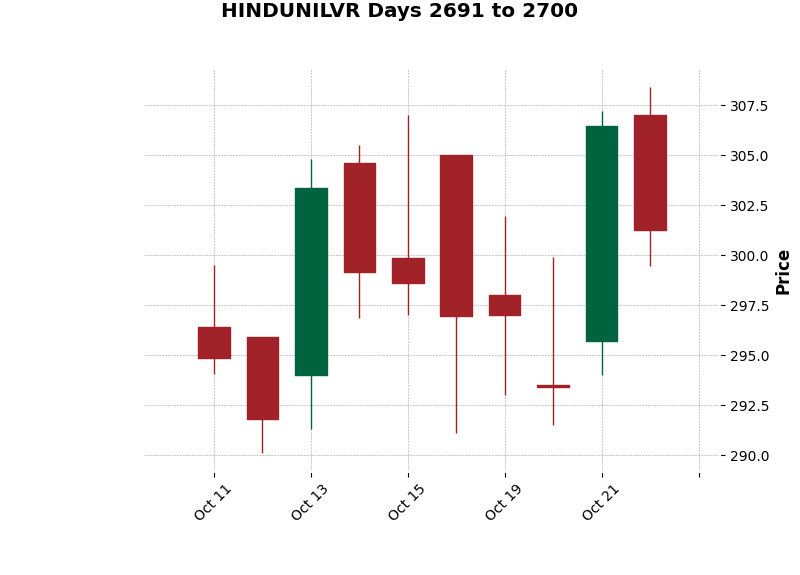 HINDUNILVR Days 2691 to 2700
307.5
305.0
302.5
300.0
297.5
295.0
292.5
290.0
Price
Oct 11
Oct 13
Oct 15
Oct 19
Oct 21